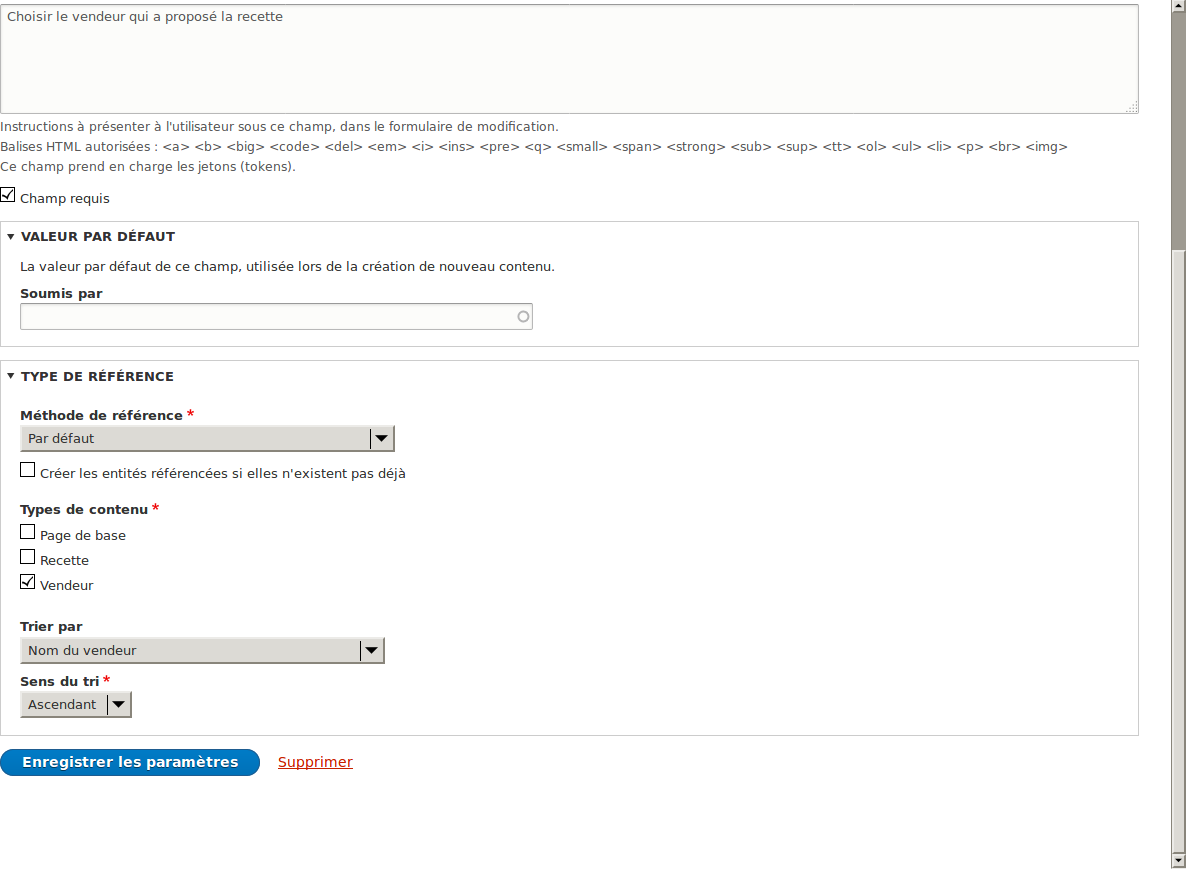 Choisir le vendeur qui a proposé la recette
Instructions à présenter à l'utilisateur sous ce champ, dans le formulaire de modification.
Balises HTML autorisées : <a> <b> <big> <code> <del> <em> <i> <ins> <pre> <q> <small> <span> <strong> <sub> <sup> <tt> <ol> <ul> <li> <p> <br> <img>
Ce champ prend en charge les jetons (tokens).
Champ requis
VALEUR PAR DÉFAUT
La valeur par défaut de ce champ, utilisée lors de la création de nouveau contenu.
Soumis par
TYPE DE RÉFÉRENCE
Méthode de référence *
Par défaut
Créer les entités référencées si elles n'existent pas déjà
Types de contenu *
Page de base
Recette
Vendeur
Trier par
Nom du vendeur
Sens du tri *
Ascendant
Enregistrer les paramètres Supprimer